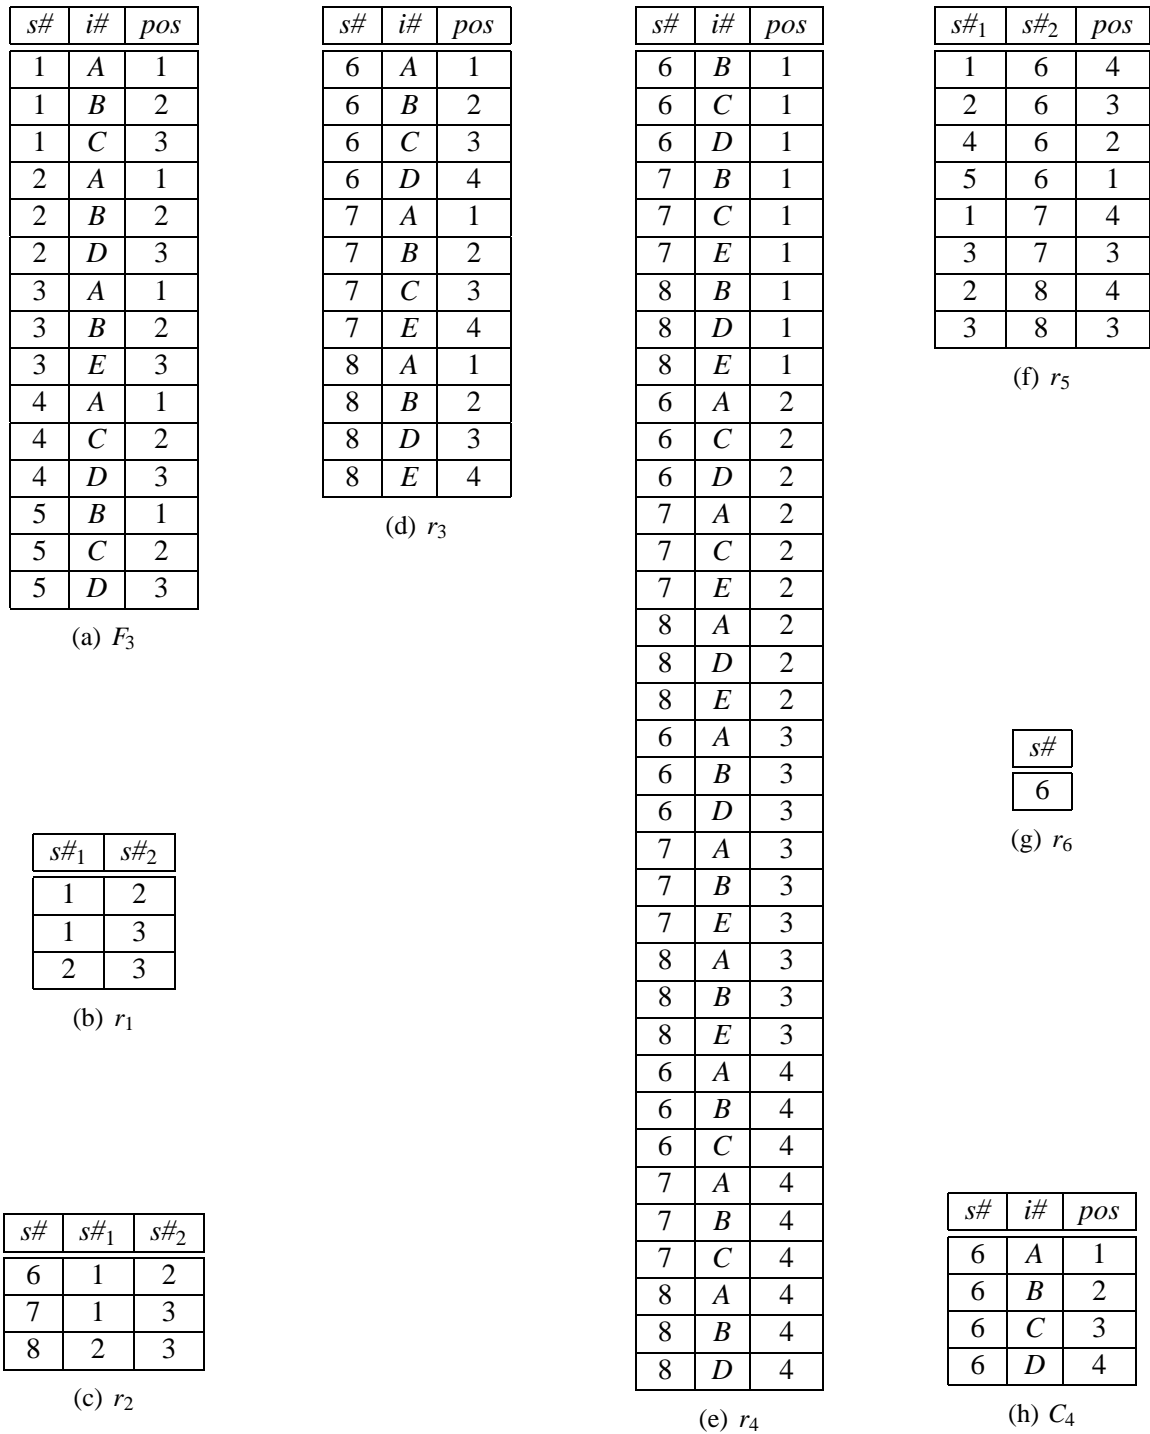 s# i# pos
1 A 1
1 B 2
1 C 3
2 A 1
2 B 2
2 D 3
3 A 1
3 B 2
3 E 3
4 A 1
4 C 2
4 D 3
5 B 1
5 C 2
5 D 3
(a) F₃
s#₁ s#₂
1 2
1 3
2 3
(b) r₁
s# s#₁ s#₂
6 1 2
7 1 3
8 2 3
(c) r₂
s# i# pos
6 A 1
6 B 2
6 C 3
6 D 4
7 A 1
7 B 2
7 C 3
7 E 4
8 A 1
8 B 2
8 D 3
8 E 4
(d) r₃
s# i# pos
6 B 1
6 C 1
6 D 1
7 B 1
7 C 1
7 E 1
8 B 1
8 D 1
8 E 1
6 A 2
6 C 2
6 D 2
7 A 2
7 C 2
7 E 2
8 A 2
8 D 2
8 E 2
6 A 3
6 B 3
6 D 3
7 A 3
7 B 3
7 E 3
8 A 3
8 B 3
8 E 3
6 A 4
6 B 4
6 C 4
7 A 4
7 B 4
7 C 4
8 A 4
8 B 4
8 D 4
(e) r₄
s#₁ s#₂ pos
1 6 4
2 6 3
4 6 2
5 6 1
1 7 4
3 7 3
2 8 4
3 8 3
(f) r₅
s#
6
(g) r₆
s# i# pos
6 A 1
6 B 2
6 C 3
6 D 4
(h) C₄